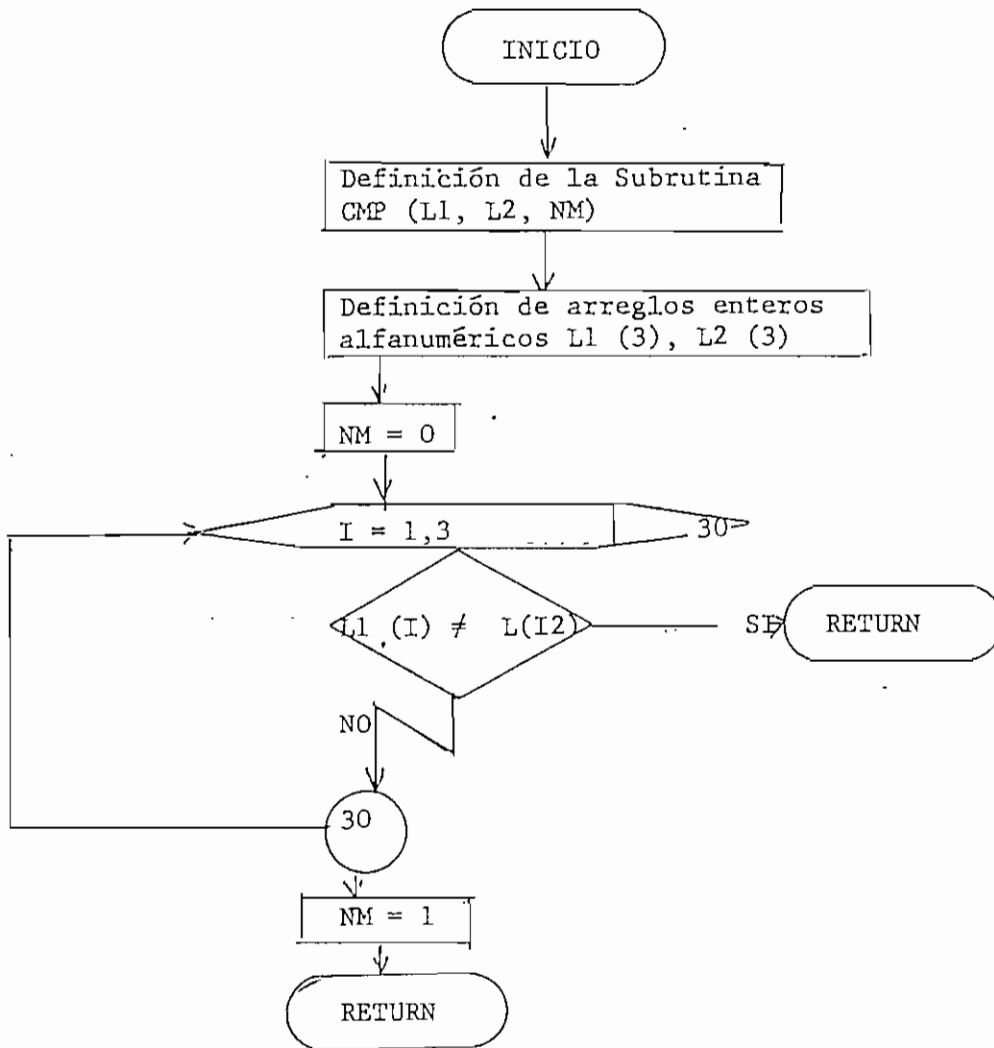 INICIO
Definición de la Subrutina
CMP (L1, L2, NM)
Definición de arreglos enteros
alfanuméricos L1 (3), L2 (3)
NM = 0
I = 1,3
30
L1 (I) ≠ L(I2)
SI
RETURN
NO
30
NM = 1
RETURN